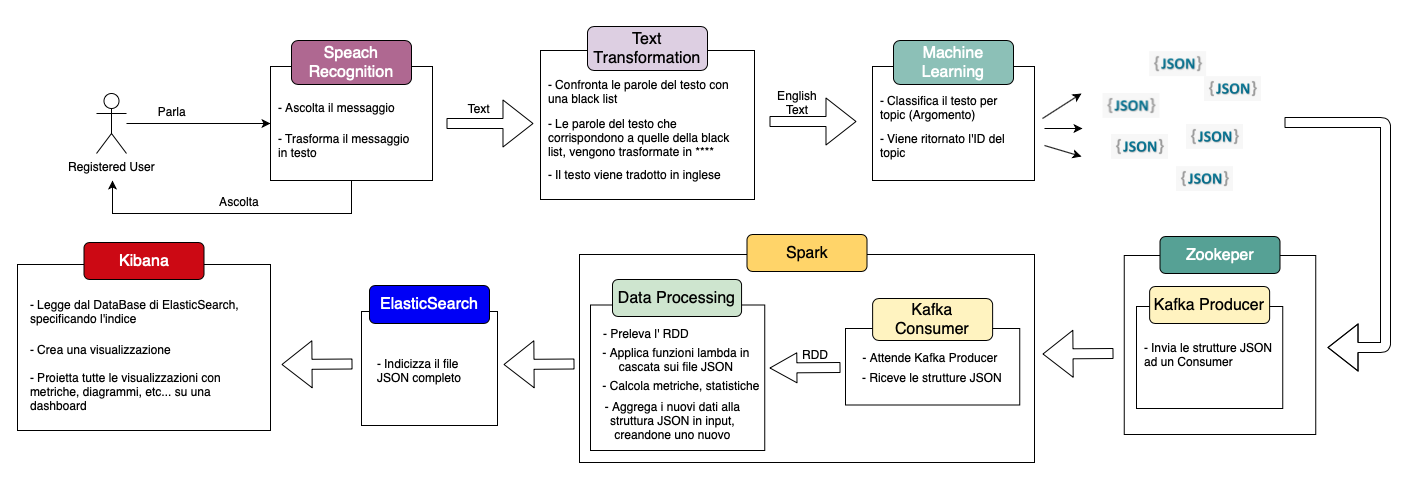 Registered User
Parla
Ascolta
Speach
Recognition
- Ascolta il messaggio
- Trasforma il messaggio
in testo
Text
Text
Transformation
- Confronta le parole del testo con
una black list
- Le parole del testo che
corrispondono a quelle della black
list, vengono trasformate in ****
- Il testo viene tradotto in inglese
English
Text
Machine
Learning
- Classifica il testo per
topic (Argomento)
- Viene ritornato l'ID del
topic
{JSON}
{JSON}
{JSON}
{JSON}
{JSON}
{JSON}
Zookeper
Kafka Producer
- Invia le strutture JSON
ad un Consumer
Spark
Kafka
Consumer
- Attende Kafka Producer
- Riceve le strutture JSON
RDD
Data Processing
- Preleva l' RDD
- Applica funzioni lambda in
cascata sui file JSON
- Calcola metriche, statistiche
- Aggrega i nuovi dati alla
struttura JSON in input,
creandone uno nuovo
ElasticSearch
- Indicizza il file
JSON completo
Kibana
- Legge dal DataBase di ElasticSearch,
specificando l'indice
- Crea una visualizzazione
- Proietta tutte le visualizzazioni con
metriche, diagrammi, etc... su una
dashboard